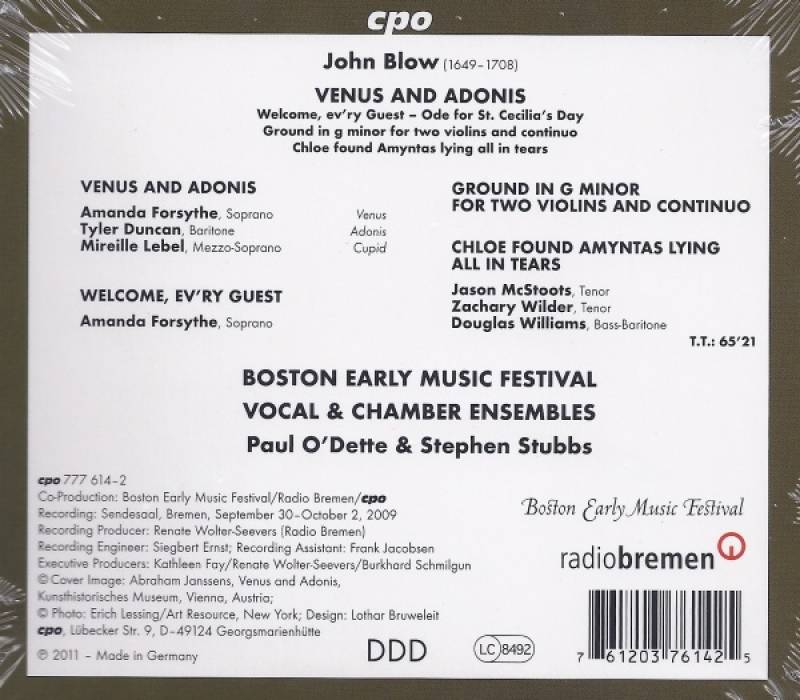 cpo
John Blow (1649–1708)
VENUS AND ADONIS
Welcome, ev'ry Guest – Ode for St. Cecilia's Day
Ground in g minor for two violins and continuo
Chloe found Amyntas lying all in tears
VENUS AND ADONIS
Amanda Forsythe, Soprano Venus
Tyler Duncan, Baritone Adonis
Mireille Lebel, Mezzo-Soprano Cupid
WELCOME, EV'RY GUEST
Amanda Forsythe, Soprano
GROUND IN G MINOR
FOR TWO VIOLINS AND CONTINUO
CHLOE FOUND AMYNTAS LYING
ALL IN TEARS
Jason McStoots, Tenor
Zachary Wilder, Tenor
Douglas Williams, Bass-Baritone
T.T.: 65'21
BOSTON EARLY MUSIC FESTIVAL
VOCAL & CHAMBER ENSEMBLES
Paul O'Dette & Stephen Stubbs
cpo 777 614–2
Co-Production: Boston Early Music Festival/Radio Bremen/cpo
Recording: Sendesaal, Bremen, September 30–October 2, 2009
Recording Producer: Renate Wolter-Seevers (Radio Bremen)
Recording Engineer: Siegbert Ernst; Recording Assistant: Frank Jacobsen
Executive Producers: Kathleen Fay/Renate Wolter-Seevers/Burkhard Schmilgun
© Cover Image: Abraham Janssens, Venus and Adonis,
Kunsthistorisches Museum, Vienna, Austria;
© Photo: Erich Lessing/Art Resource, New York; Design: Lothar Bruweleit
cpo, Lübecker Str. 9, D–49124 Georgsmarienhütte
℗ 2011 – Made in Germany
DDD
LC 8492
Boston Early Music Festival
radiobremen
7 61203 76142 5